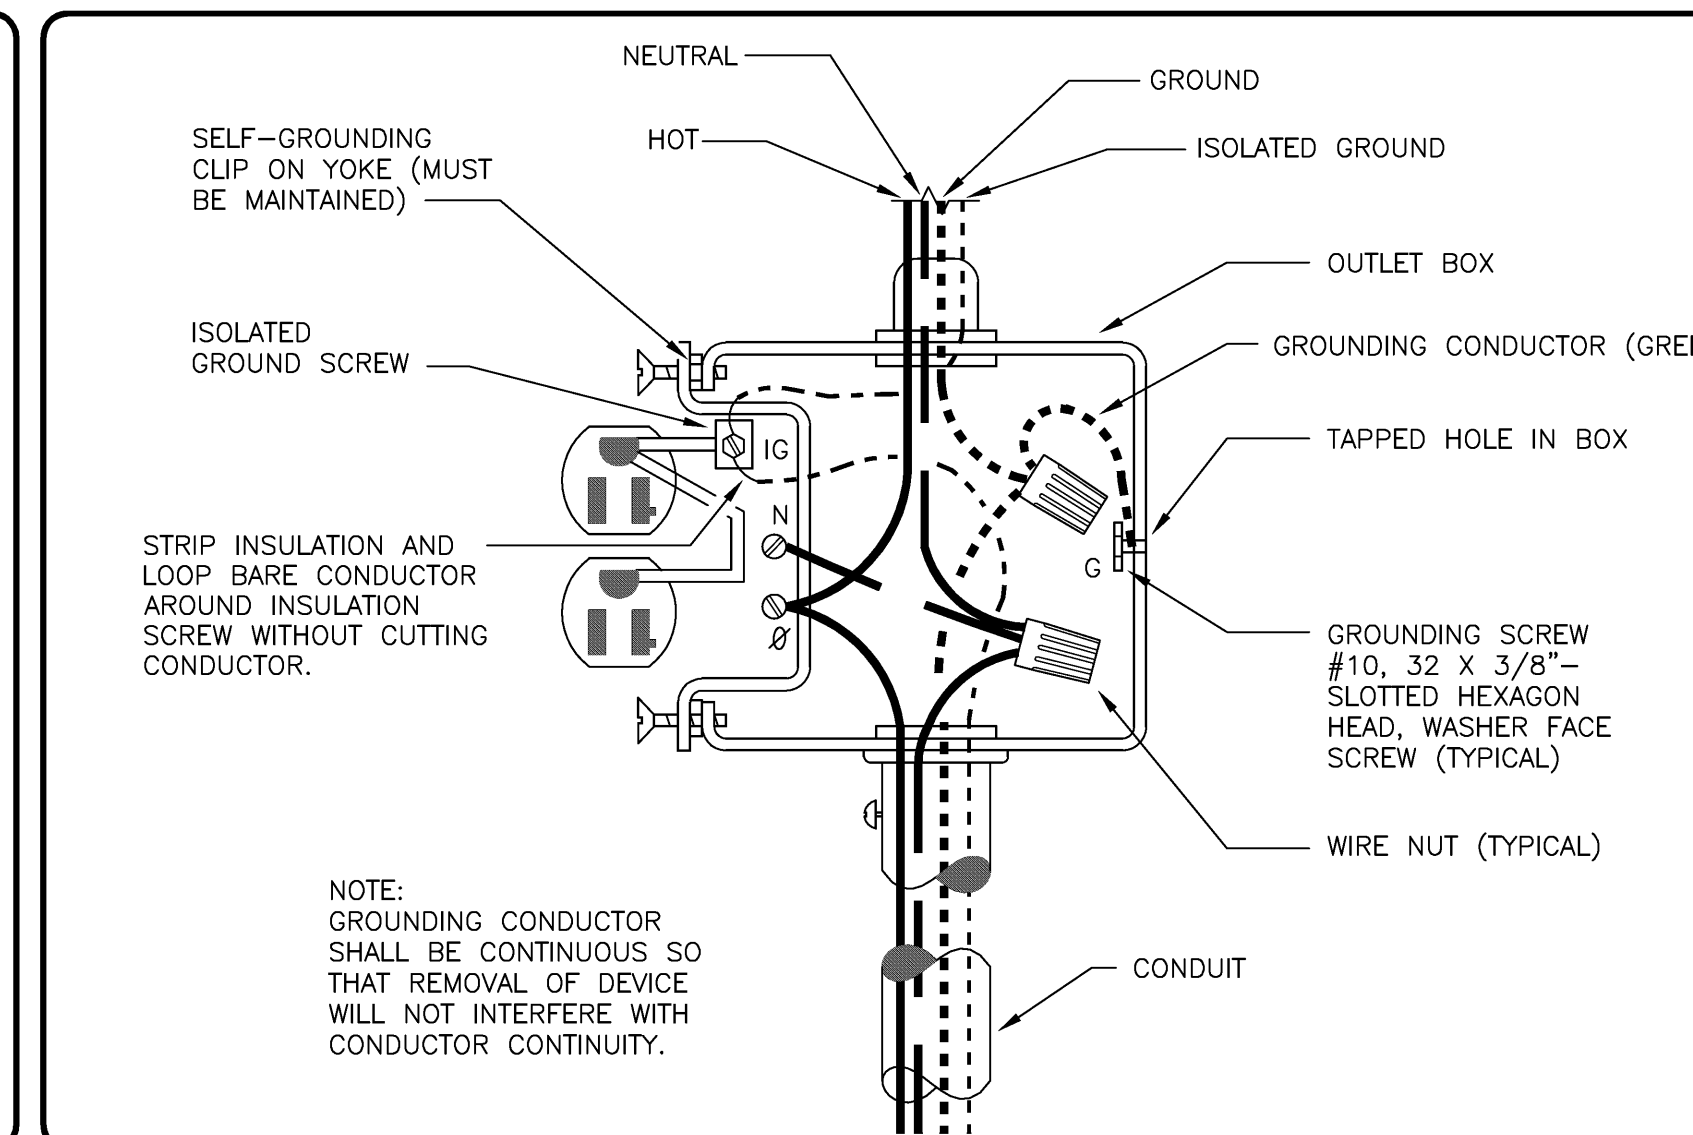 NEUTRAL
GROUND
SELF-GROUNDING
CLIP ON YOKE (MUST
BE MAINTAINED)
HOT
ISOLATED GROUND
OUTLET BOX
ISOLATED
GROUND SCREW
GROUNDING CONDUCTOR (GREE
TAPPED HOLE IN BOX
IG
N
G
Ø
STRIP INSULATION AND
LOOP BARE CONDUCTOR
AROUND INSULATION
SCREW WITHOUT CUTTING
CONDUCTOR.
GROUNDING SCREW
#10, 32 X 3/8"-
SLOTTED HEXAGON
HEAD, WASHER FACE
SCREW (TYPICAL)
WIRE NUT (TYPICAL)
NOTE:
GROUNDING CONDUCTOR
SHALL BE CONTINUOUS SO
THAT REMOVAL OF DEVICE
WILL NOT INTERFERE WITH
CONDUCTOR CONTINUITY.
CONDUIT